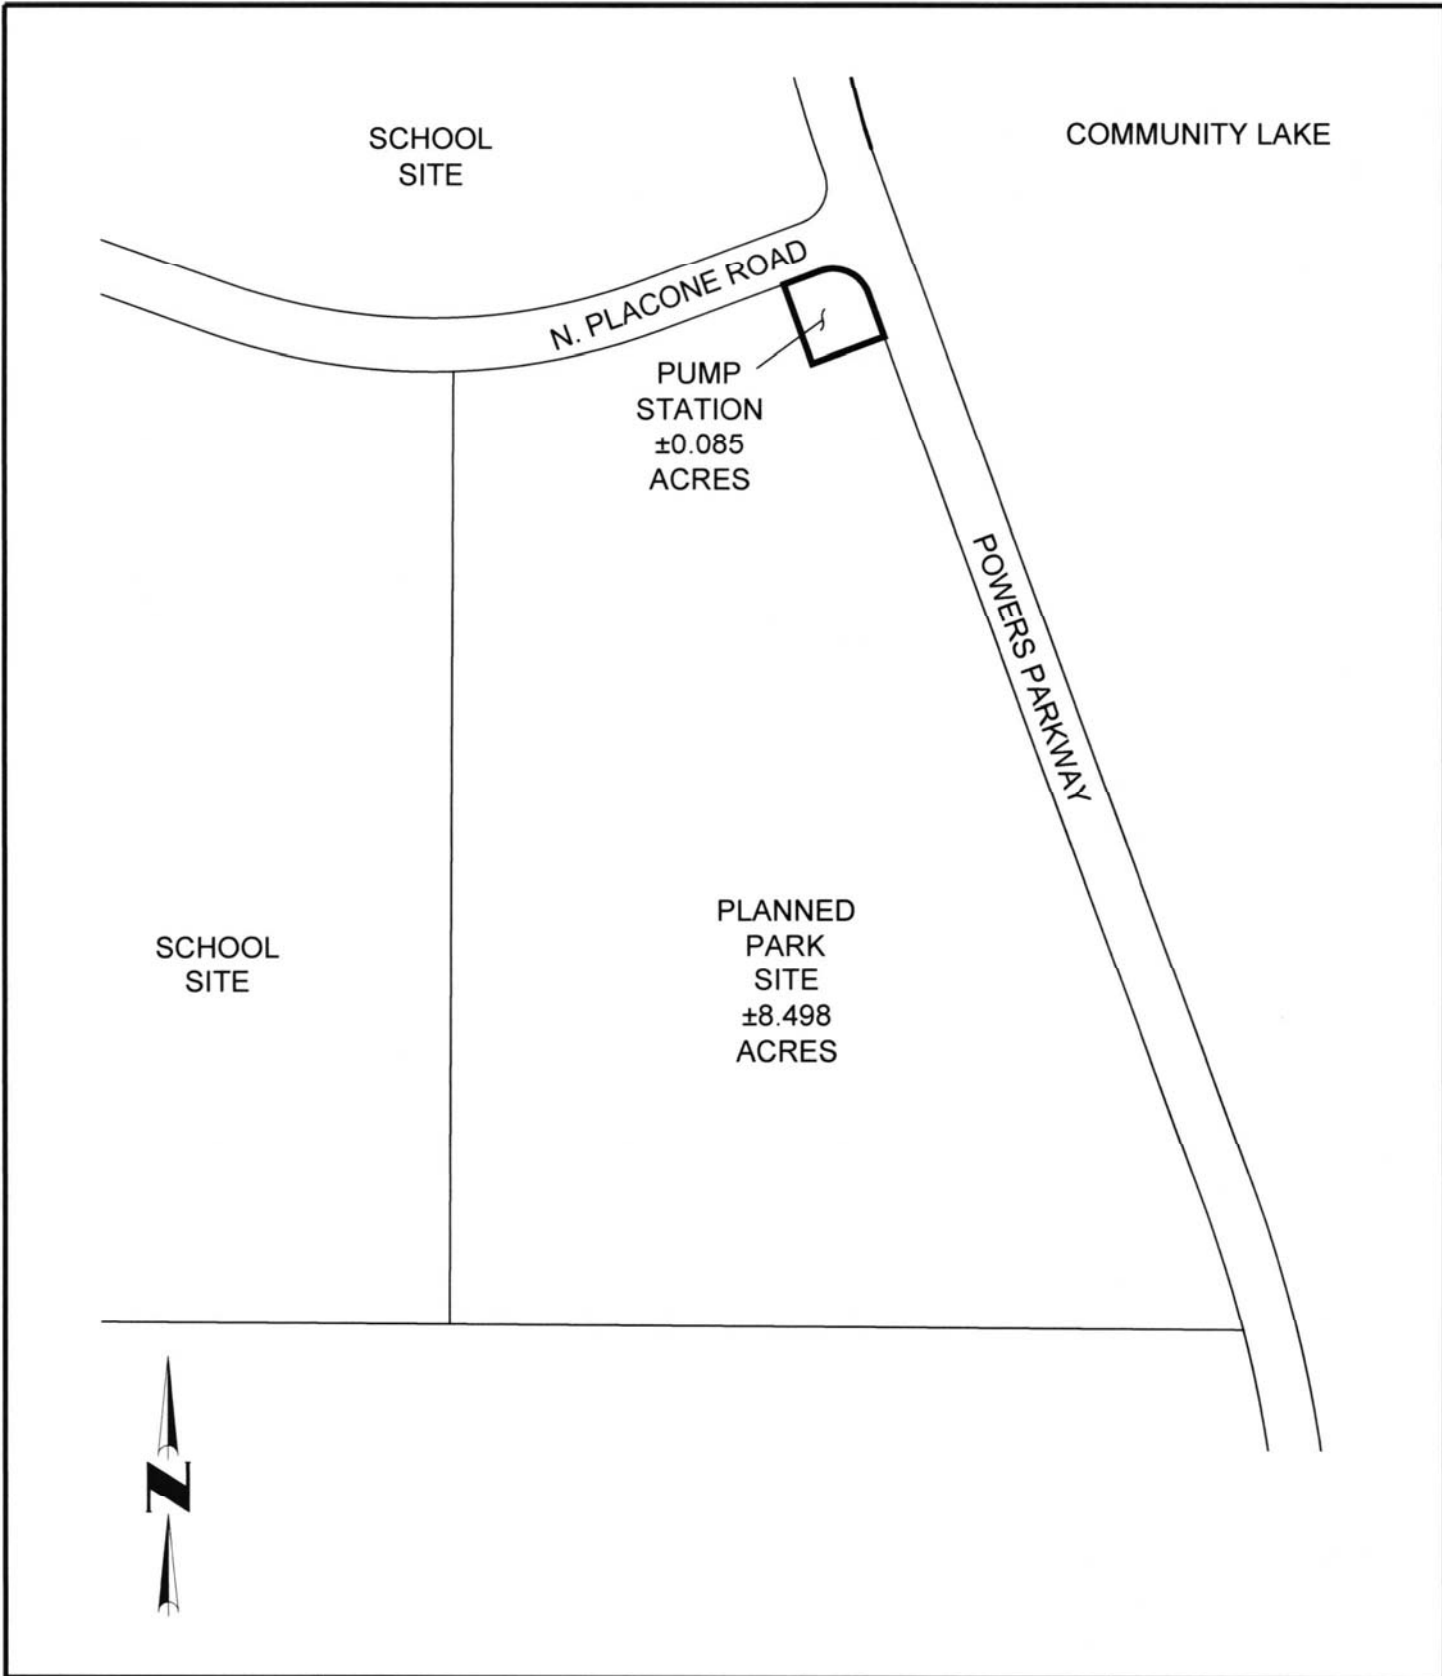 SCHOOL
SITE
COMMUNITY LAKE
N. PLACONE ROAD
PUMP
STATION
±0.085
ACRES
POWERS PARKWAY
PLANNED
PARK
SITE
±8.498
ACRES
SCHOOL
SITE
N